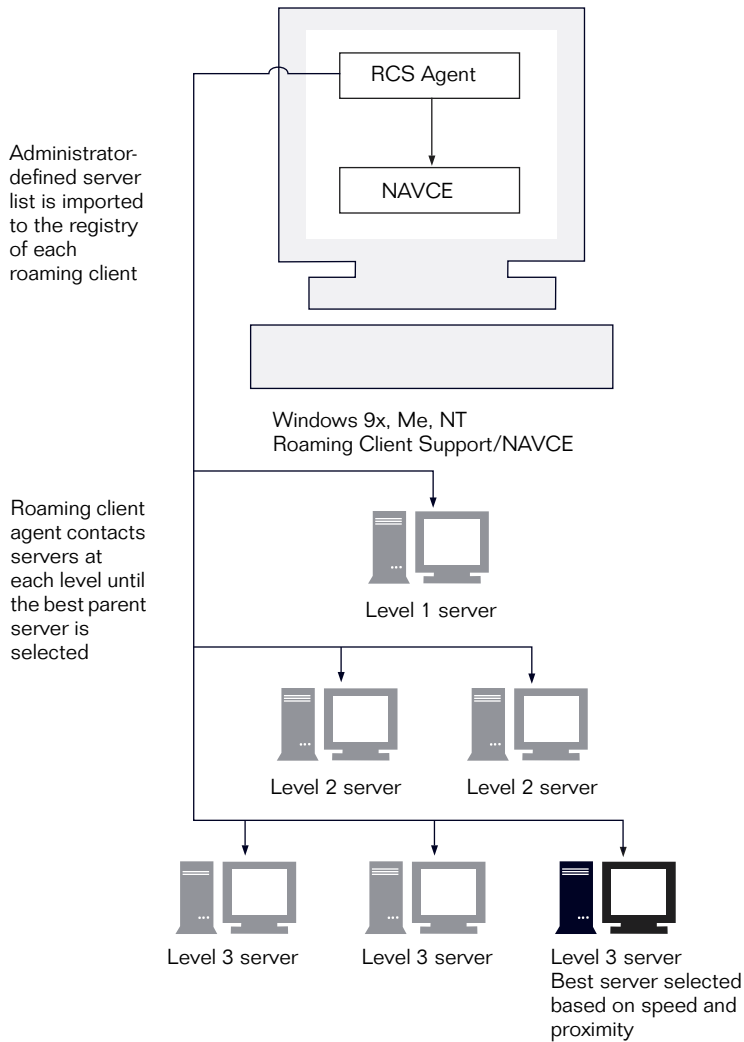 RCS Agent
NAVCE
Administrator-
defined server
list is imported
to the registry
of each
roaming client
Windows 9x, Me, NT
Roaming Client Support/NAVCE
Roaming client
agent contacts
servers at
each level until
the best parent
server is
selected
Level 1 server
Level 2 server
Level 2 server
Level 3 server
Level 3 server
Level 3 server
Best server selected
based on speed and
proximity